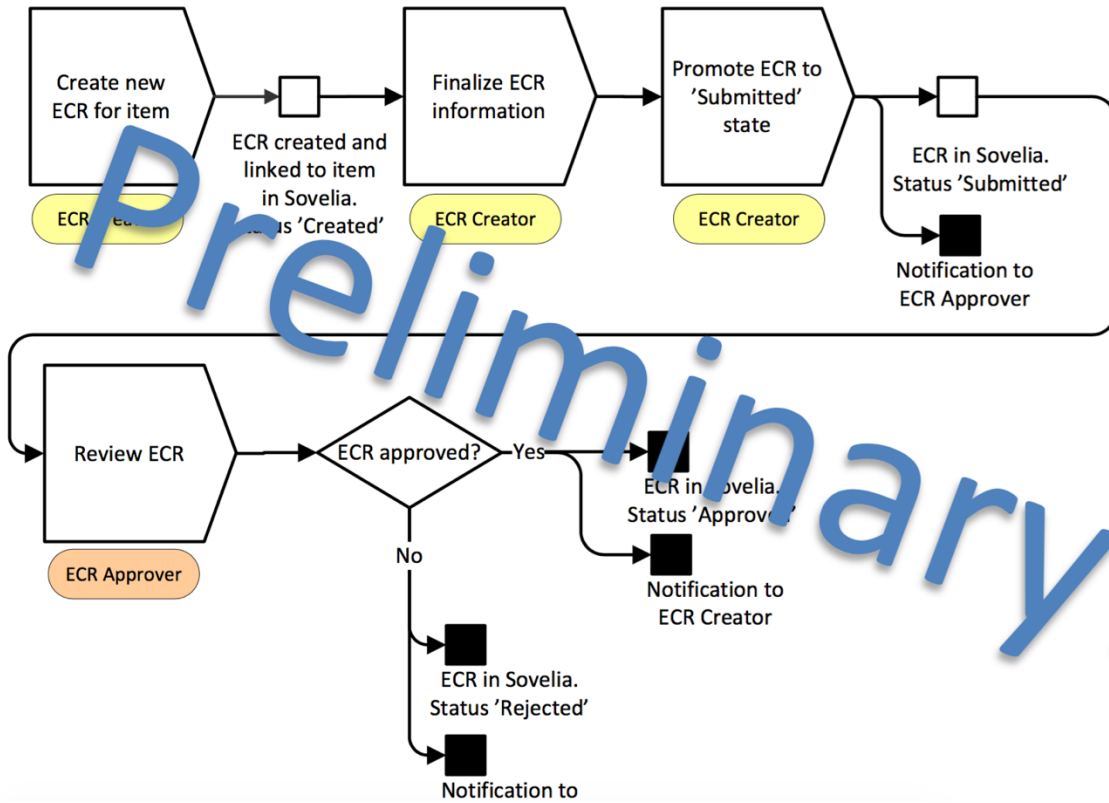 Create new
ECR for item
ECR Creator
ECR created and
linked to item
in Sovelia.
Status ’Created’
Finalize ECR
information
ECR Creator
Promote ECR to
’Submitted’
state
ECR Creator
ECR in Sovelia.
Status ’Submitted’
Notification to
ECR Approver
Preliminary
Review ECR
ECR Approver
ECR approved?
Yes
ECR in Sovelia.
Status ’Approved’
Notification to
ECR Creator
No
ECR in Sovelia.
Status ’Rejected’
Notification to